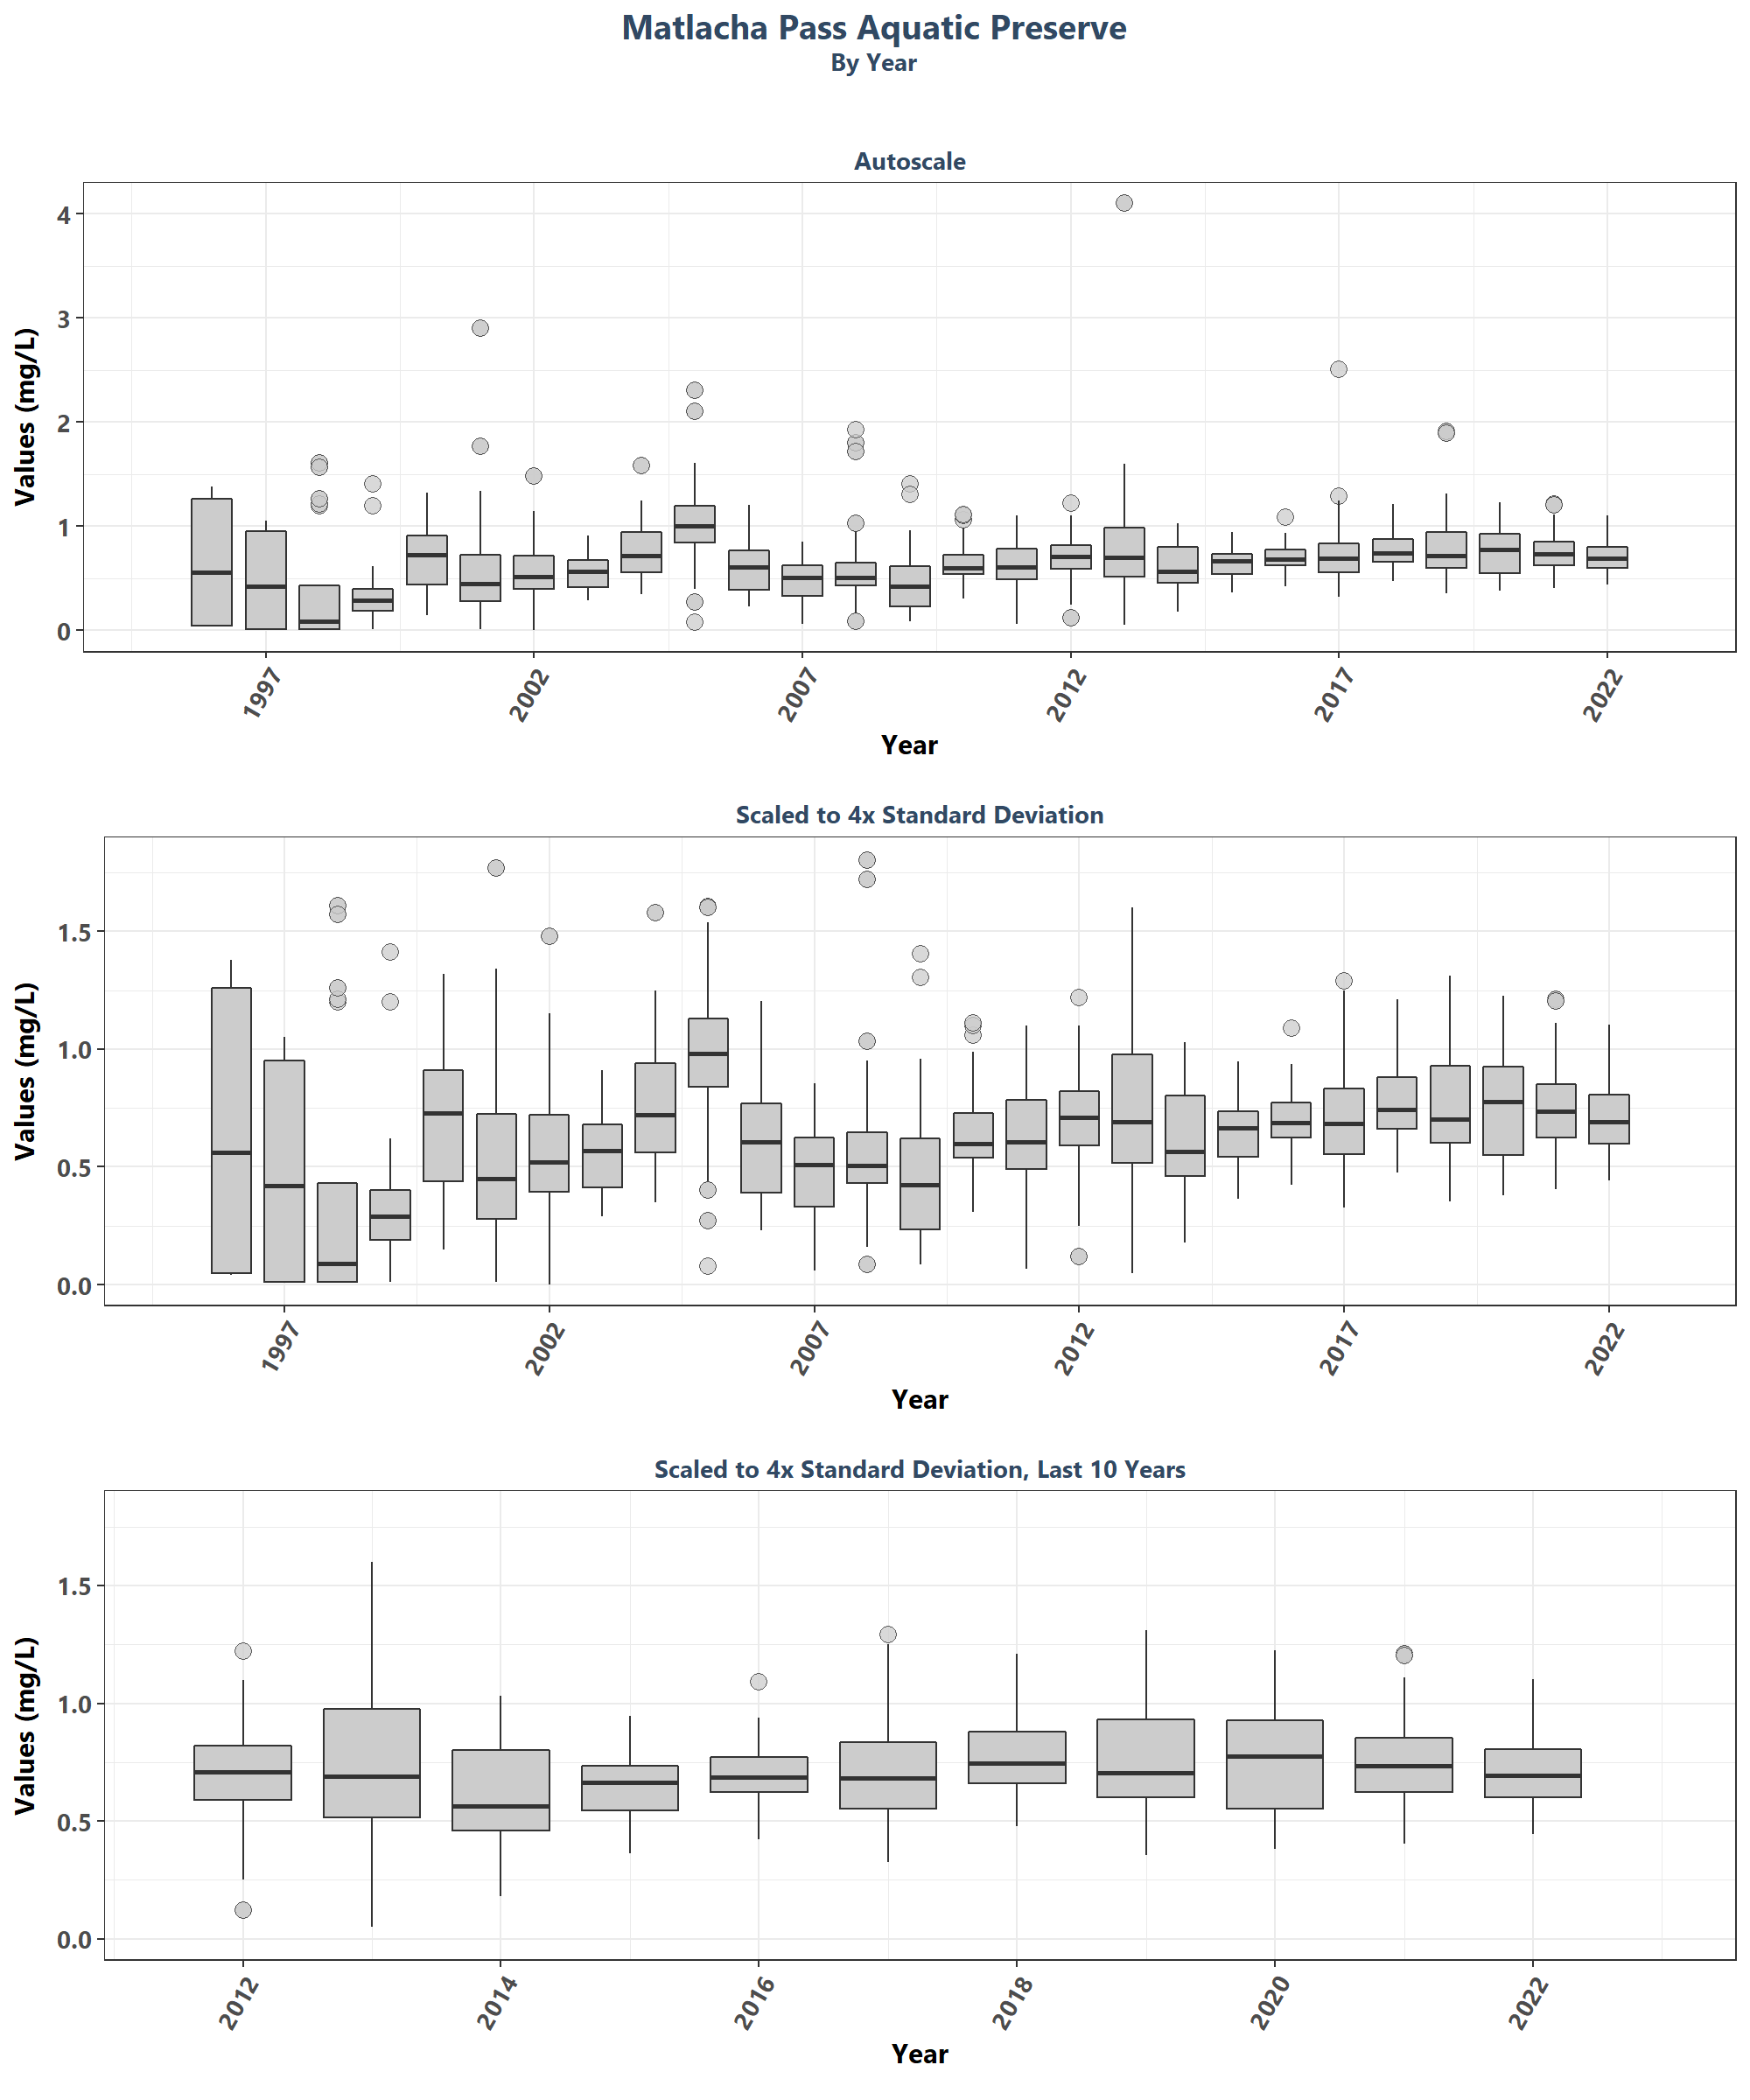 Matlacha Pass Aquatic Preserve
By Year
Autoscale
Values (mg/L)
4
3
2
1
0
1997
2002
2007
2012
2017
2022
Year
Scaled to 4x Standard Deviation
Values (mg/L)
1.5
1.0
0.5
0.0
1997
2002
2007
2012
2017
2022
Year
Scaled to 4x Standard Deviation, Last 10 Years
Values (mg/L)
1.5
1.0
0.5
0.0
2012
2014
2016
2018
2020
2022
Year